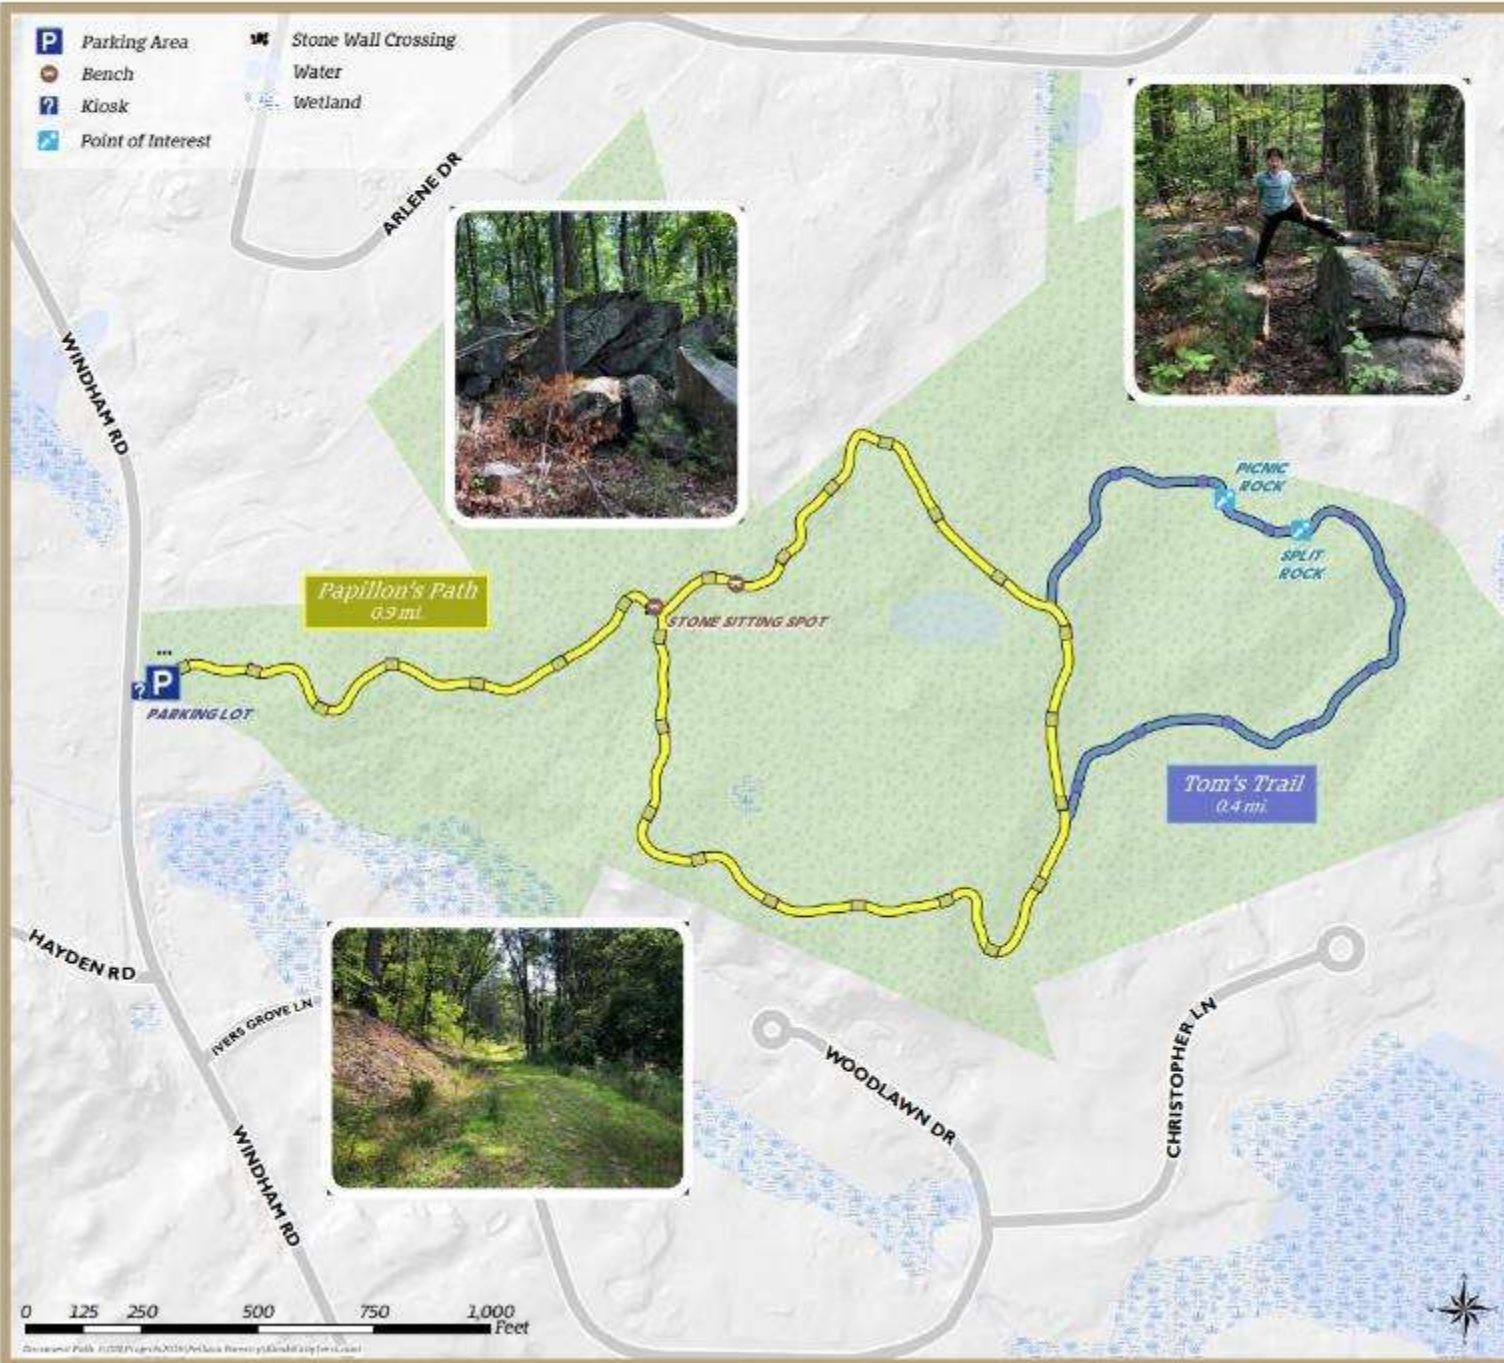 P Parking Area
Bench
? Kiosk
Point of Interest
Stone Wall Crossing
Water
Wetland
ARLENE DR
WINDHAM RD
PICNIC
ROCK
SPLIT
ROCK
Papillon's Path
0.9 mi.
STONE SITTING SPOT
? P
PARKING LOT
Tom's Trail
0.4 mi.
HAYDEN RD
IVERS GROVE LN
WOODLAWN DR
CHRISTOPHER LN
WINDHAM RD
0 125 250 500 750 1,000
Feet